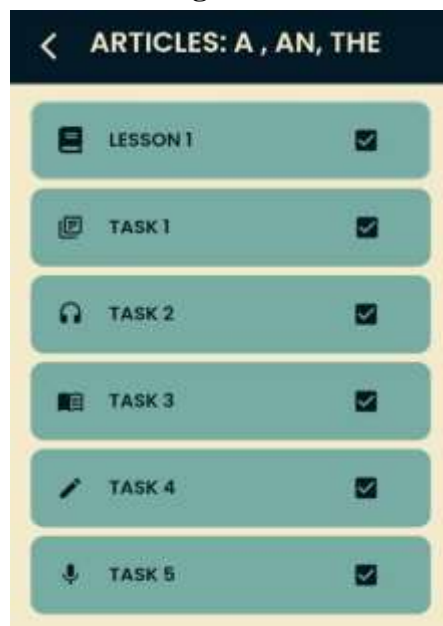 ARTICLES: A , AN, THE
LESSON 1
TASK 1
TASK 2
TASK 3
TASK 4
TASK 5